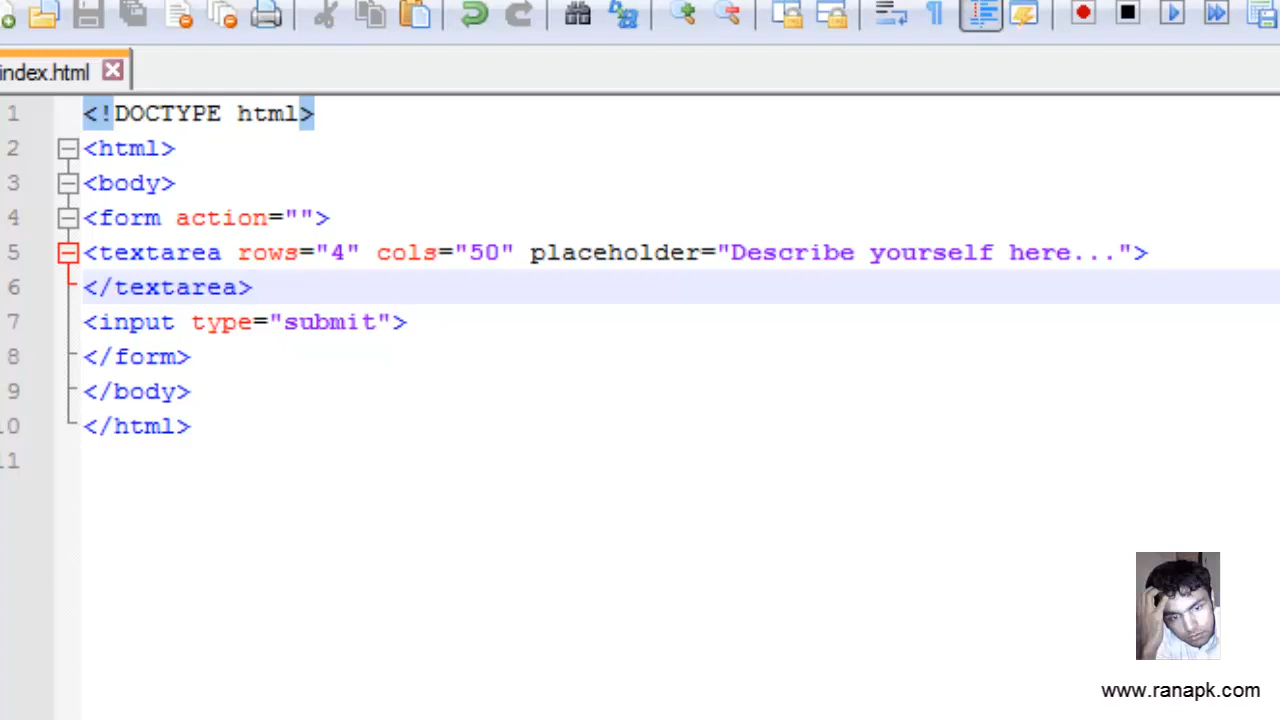 index.html
1 <!DOCTYPE html>
2 <html>
3 <body>
4 <form action="">
5 <textarea rows="4" cols="50" placeholder="Describe yourself here...">
6 </textarea>
7 <input type="submit">
8 </form>
9 </body>
10 </html>
11
www.ranapk.com